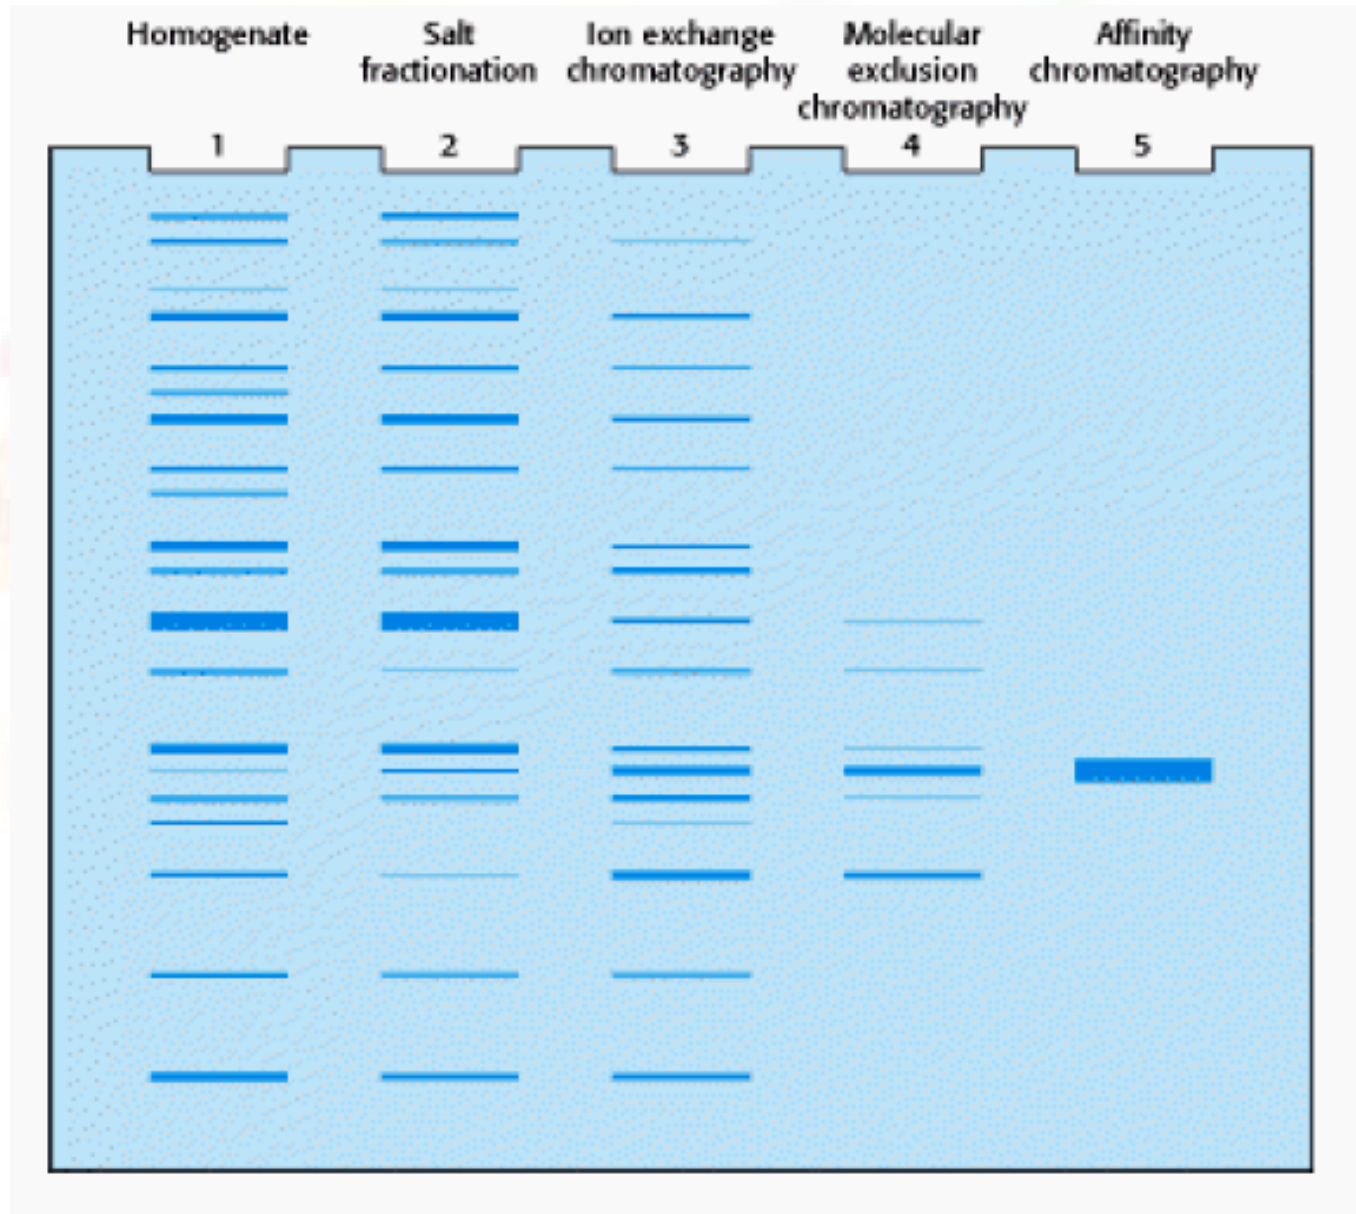 Homogenate
Salt
fractionation
Ion exchange
chromatography
Molecular
exclusion
chromatography
Affinity
chromatography
1
2
3
4
5